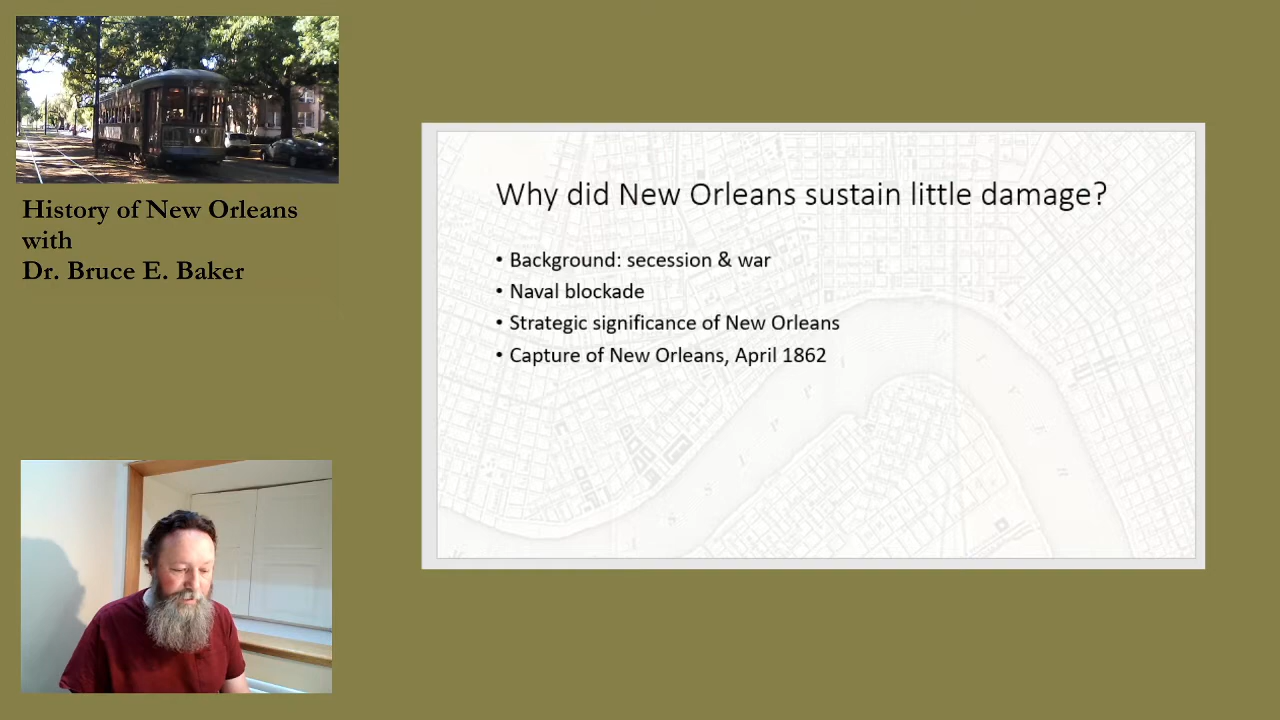 History of New Orleans
with
Dr. Bruce E. Baker
Why did New Orleans sustain little damage?
• Background: secession & war
• Naval blockade
• Strategic significance of New Orleans
• Capture of New Orleans, April 1862
910